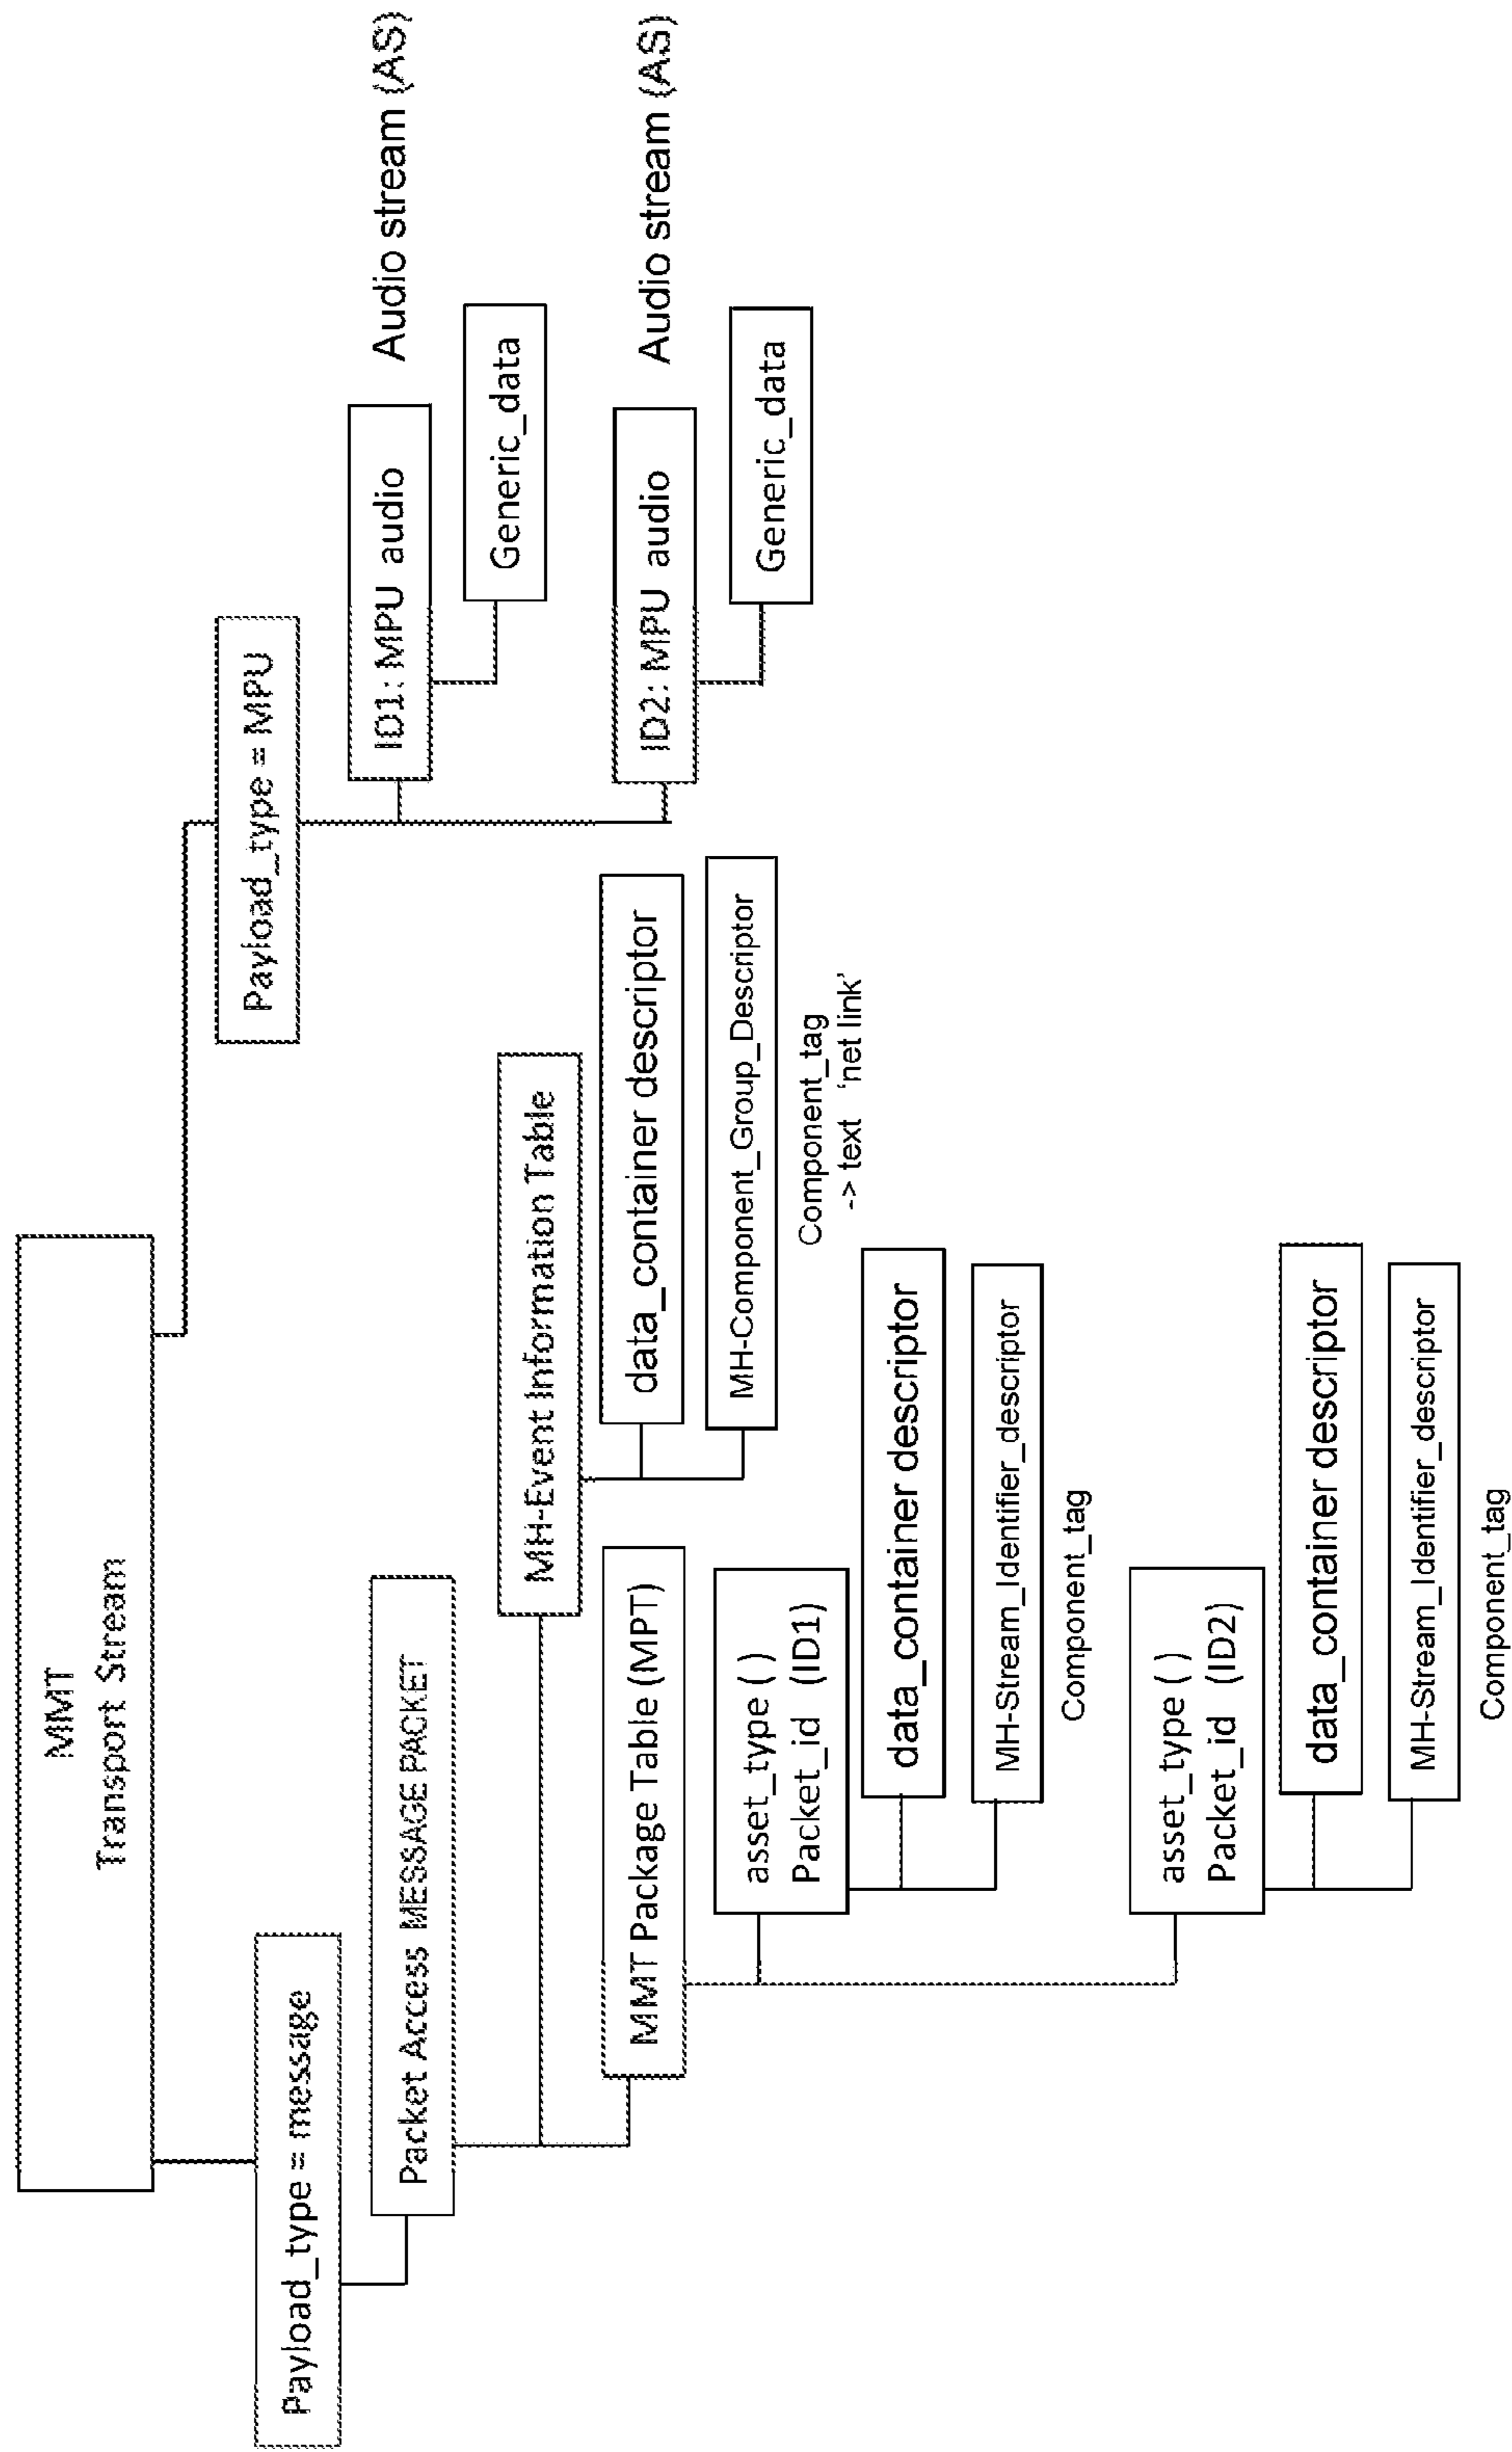 MMT
Transport Stream
Payload_type = message
Packet Access MESSAGE PACKET
MH-Event Information Table
data_container descriptor
MH-Component_Group_Descriptor
Component_tag
-> text 'net link'
MMT Package Table (MPT)
asset_type ( )
Packet_id (ID1)
data_container descriptor
MH-Stream_Identifier_descriptor
Component_tag
asset_type ( )
Packet_id (ID2)
data_container descriptor
MH-Stream_Identifier_descriptor
Component_tag
Payload_type = MPU
ID1: MPU audio
Audio stream (AS)
Generic_data
ID2: MPU audio
Audio stream (AS)
Generic_data